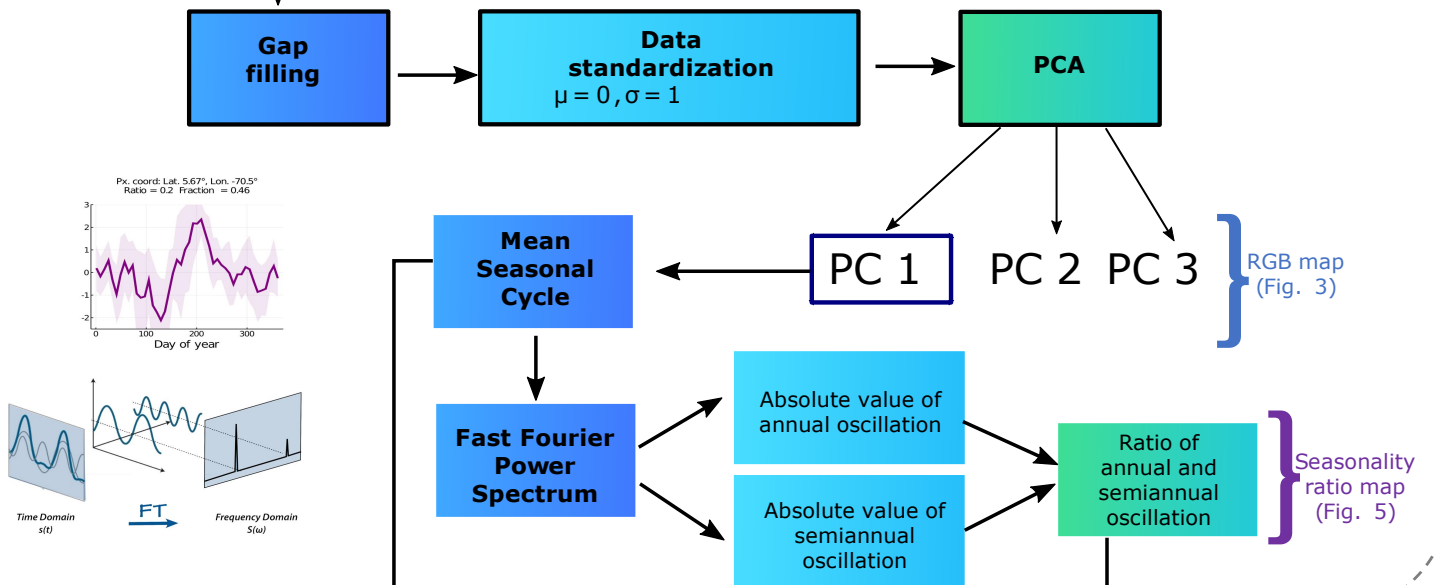 Gap
filling
Data
standardization
μ = 0 , σ = 1
PCA
Px. coord: Lat. 5.67°, Lon. -70.5°
Ratio = 0.2  Fraction  = 0.46
3
2
1
0
-1
-2
0
100
200
300
Day of year
Mean
Seasonal
Cycle
PC 1
PC 2
PC 3
RGB map
(Fig. 3)
Fast Fourier
Power
Spectrum
Absolute value of
annual oscillation
Absolute value of
semiannual
oscillation
Ratio of
annual and
semiannual
oscillation
Seasonality
ratio map
(Fig. 5)
Time Domain
s(t)
FT
Frequency Domain
S(ω)